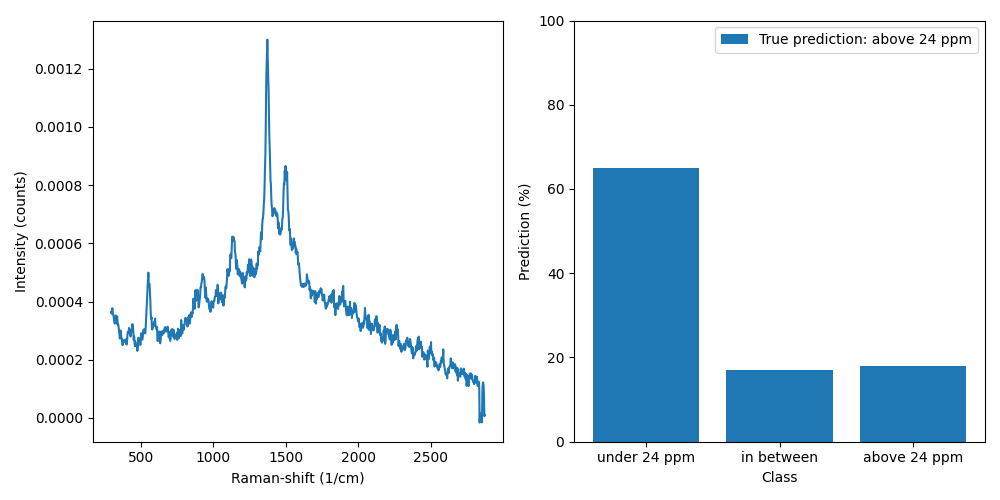 0.0012
0.0010
0.0008
0.0006
0.0004
0.0002
0.0000
Intensity (counts)
500 1000 1500 2000 2500
Raman-shift (1/cm)
100
80
60
40
20
0
Prediction (%)
True prediction: above 24 ppm
under 24 ppm in between above 24 ppm
Class